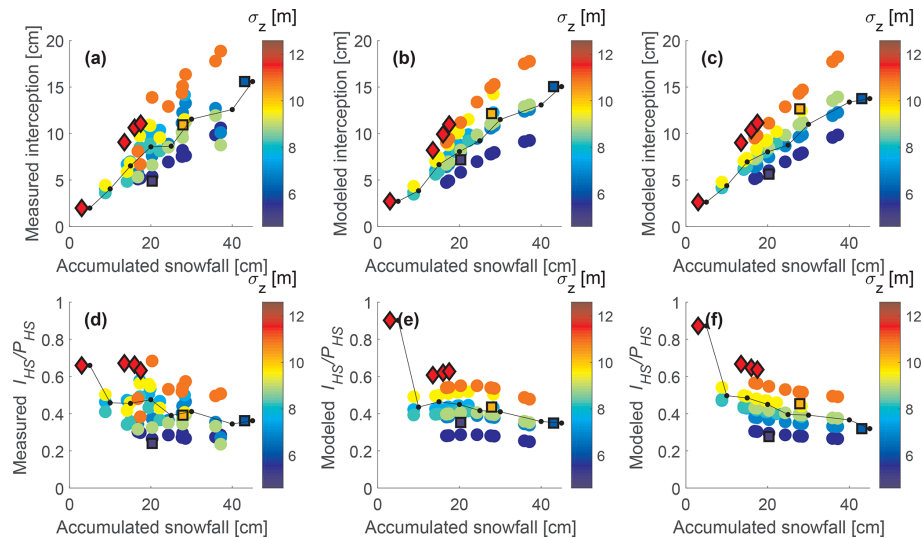 σz [m] σz [m] σz [m]
(a) (b) (c)
Measured interception [cm]
20
15
10
5
0
0 20 40
Accumulated snowfall [cm]
12
10
8
6
Modeled interception [cm]
20
15
10
5
0
0 20 40
Accumulated snowfall [cm]
12
10
8
6
Modeled interception [cm]
20
15
10
5
0
0 20 40
Accumulated snowfall [cm]
12
10
8
6
σz [m] σz [m] σz [m]
(d) (e) (f)
Measured I_HS/P_HS
1
0.8
0.6
0.4
0.2
0
0 20 40
Accumulated snowfall [cm]
12
10
8
6
Modeled I_HS/P_HS
1
0.8
0.6
0.4
0.2
0
0 20 40
Accumulated snowfall [cm]
12
10
8
6
Modeled I_HS/P_HS
1
0.8
0.6
0.4
0.2
0
0 20 40
Accumulated snowfall [cm]
12
10
8
6